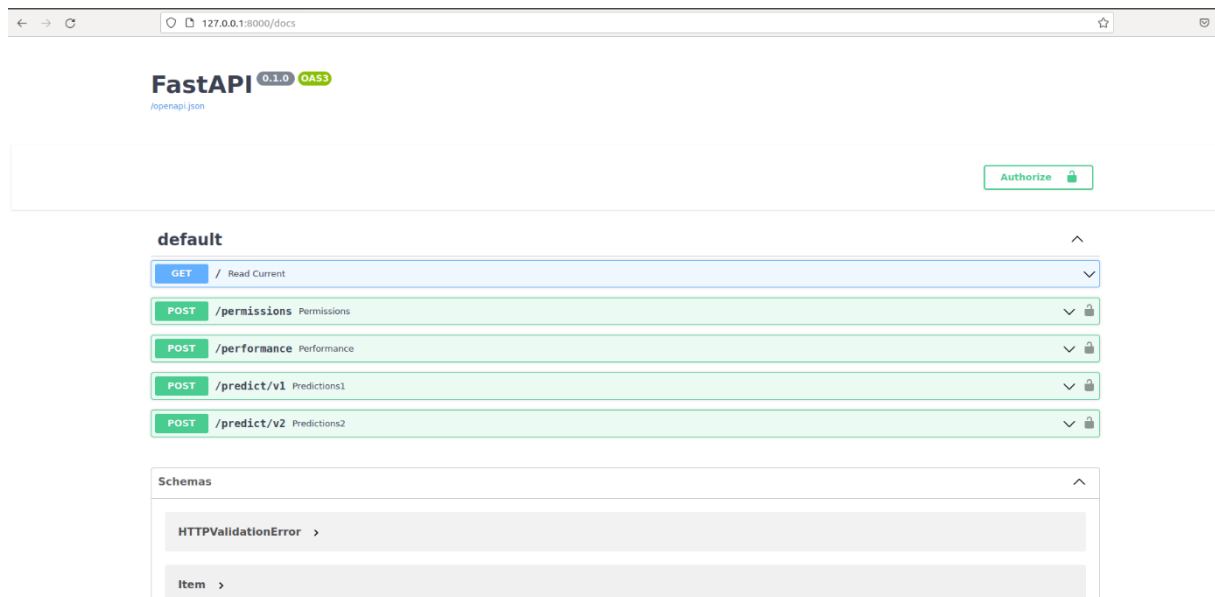 127.0.0.1:8000/docs
FastAPI 0.1.0 OAS3
/openapi.json
Authorize
default
GET / Read Current
POST /permissions Permissions
POST /performance Performance
POST /predict/v1 Predictions1
POST /predict/v2 Predictions2
Schemas
HTTPValidationError
Item